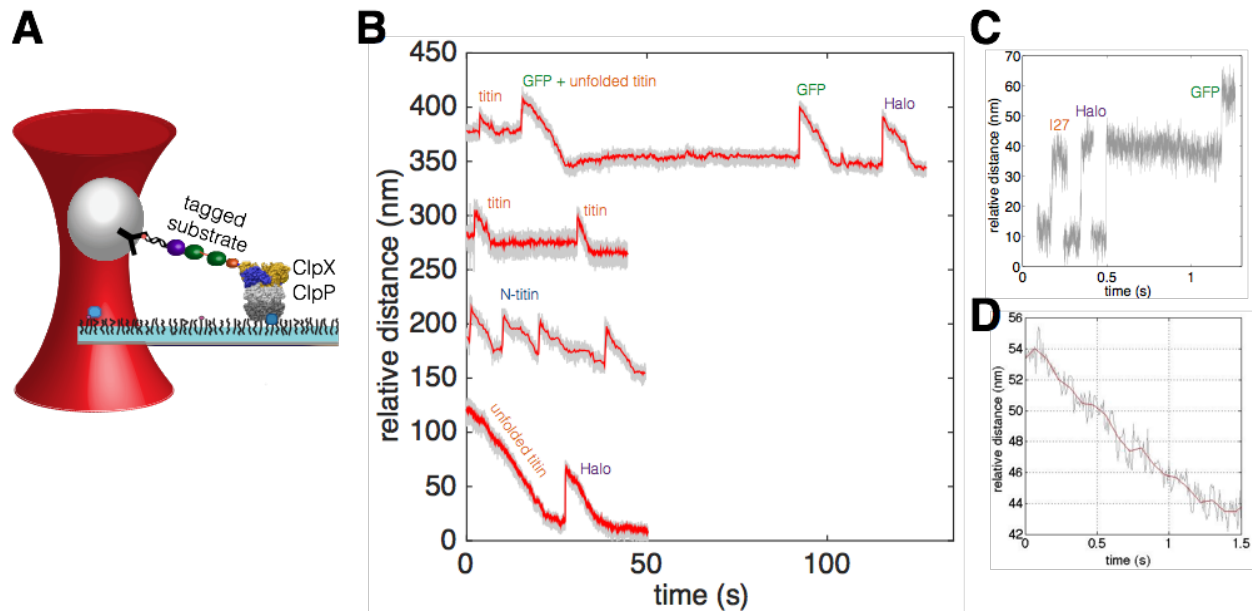 A
tagged
substrate
ClpX
ClpP
B
relative distance (nm)
450
400
350
300
250
200
150
100
50
0
titin
GFP + unfolded titin
GFP
Halo
titin
titin
N-titin
unfolded titin
Halo
0
50
100
time (s)
C
relative distance (nm)
70
60
50
40
30
20
10
0
I27
Halo
GFP
0
0.5
1
time (s)
D
relative distance (nm)
56
54
52
50
48
46
44
42
0
0.5
1
1.5
time (s)